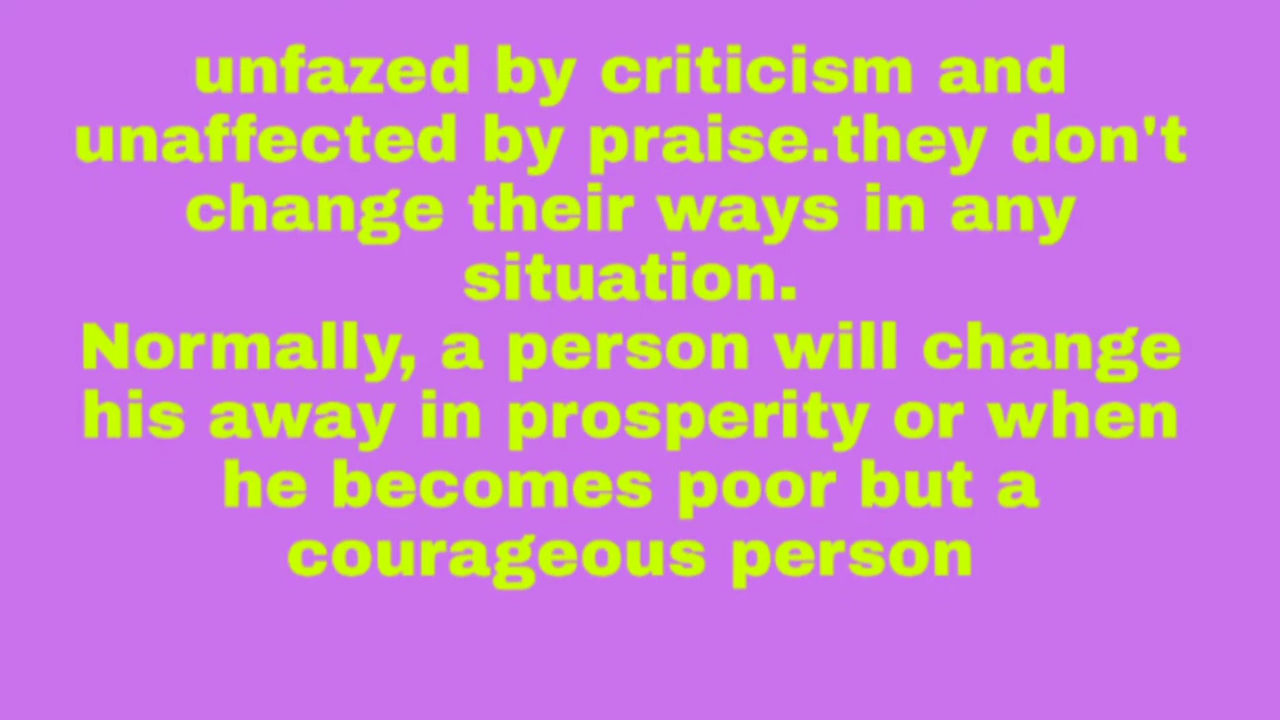 unfazed by criticism and
unaffected by praise.they don't
change their ways in any
situation.
Normally, a person will change
his away in prosperity or when
he becomes poor but a
courageous person